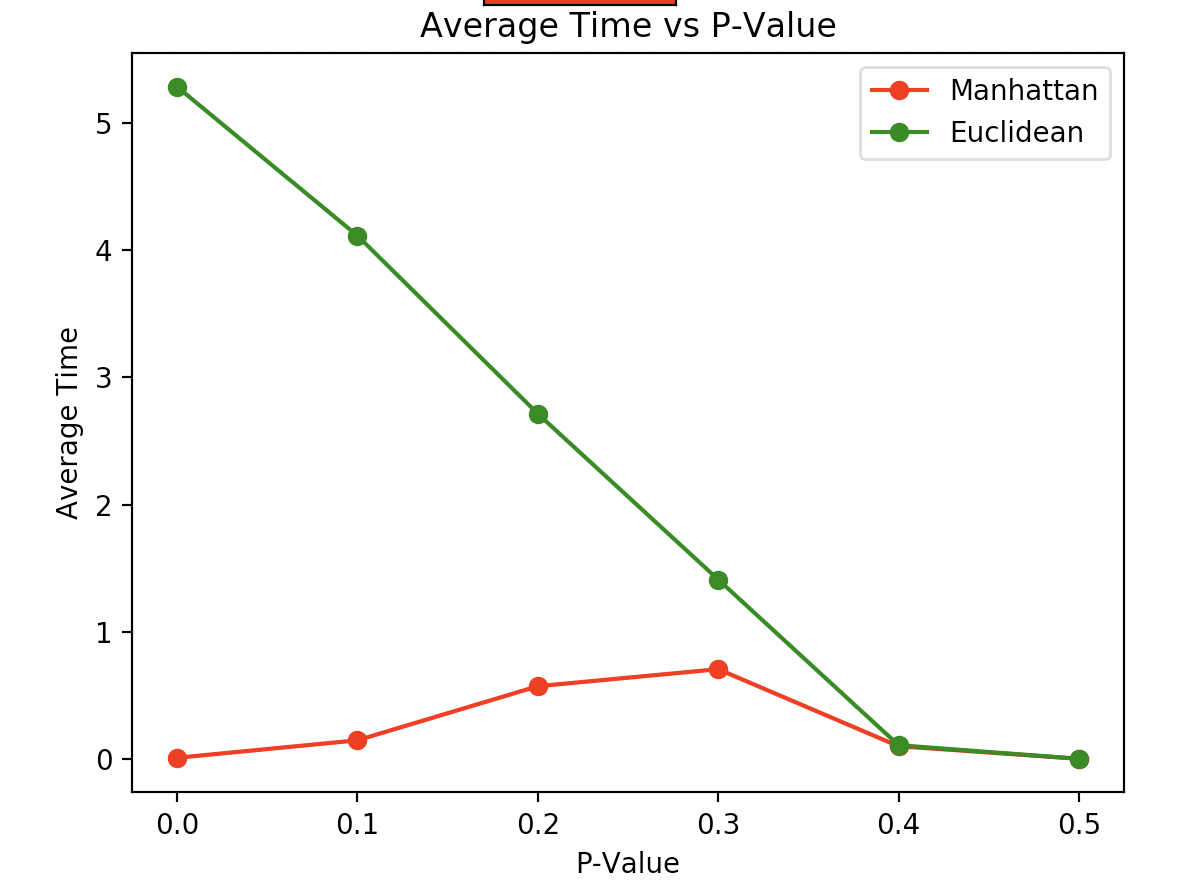 Average Time vs P-Value
Manhattan
Euclidean
5
4
3
2
1
0
Average Time
0.0 0.1 0.2 0.3 0.4 0.5
P-Value